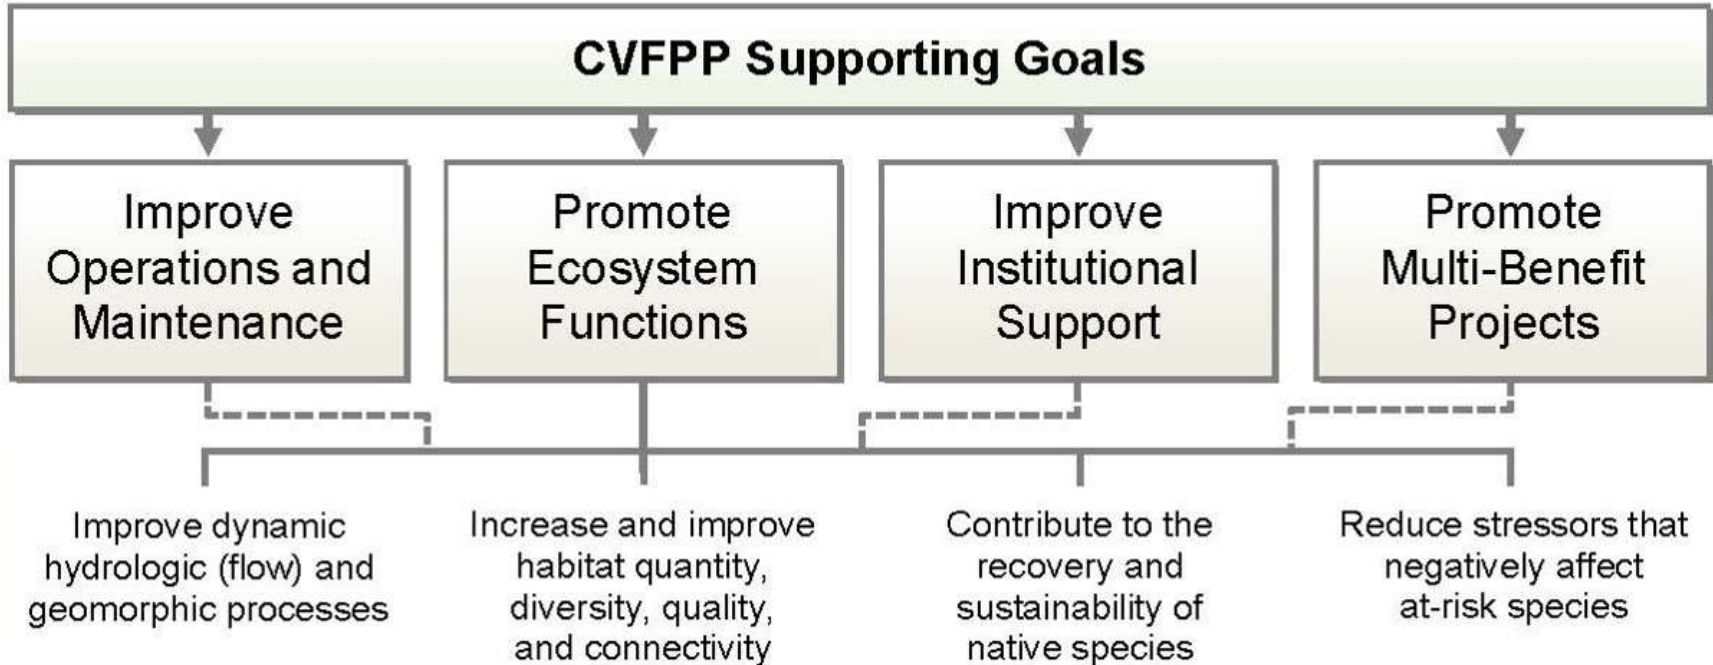 CVFPP Supporting Goals
Improve
Operations and
Maintenance
Promote
Ecosystem
Functions
Improve
Institutional
Support
Promote
Multi-Benefit
Projects
Improve dynamic
hydrologic (flow) and
geomorphic processes
Increase and improve
habitat quantity,
diversity, quality,
and connectivity
Contribute to the
recovery and
sustainability of
native species
Reduce stressors that
negatively affect
at-risk species